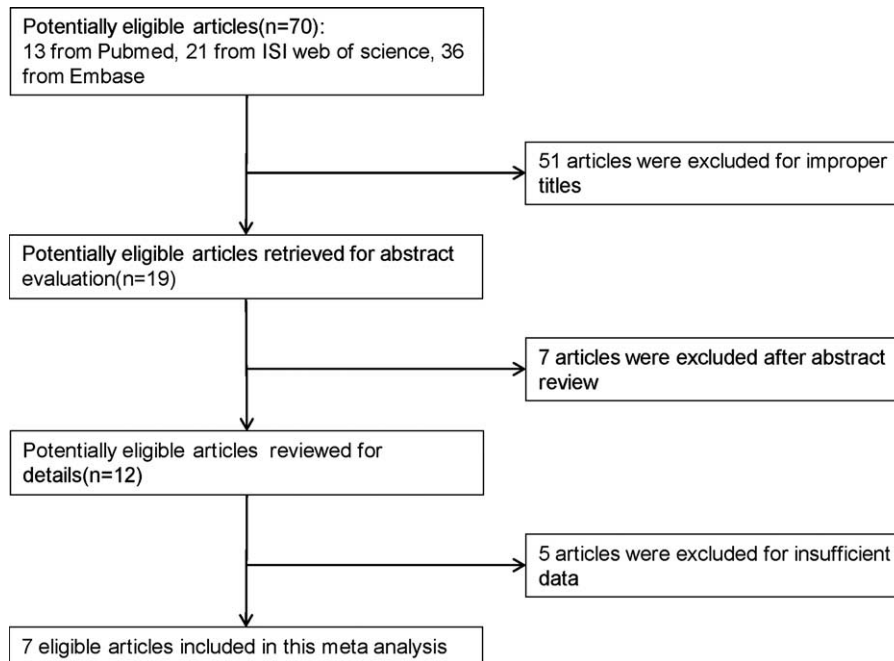 Potentially eligible articles(n=70):
13 from Pubmed, 21 from ISI web of science, 36
from Embase
51 articles were excluded for improper
titles
Potentially eligible articles retrieved for abstract
evaluation(n=19)
7 articles were excluded after abstract
review
Potentially eligible articles reviewed for
details(n=12)
5 articles were excluded for insufficient
data
7 eligible articles included in this meta analysis